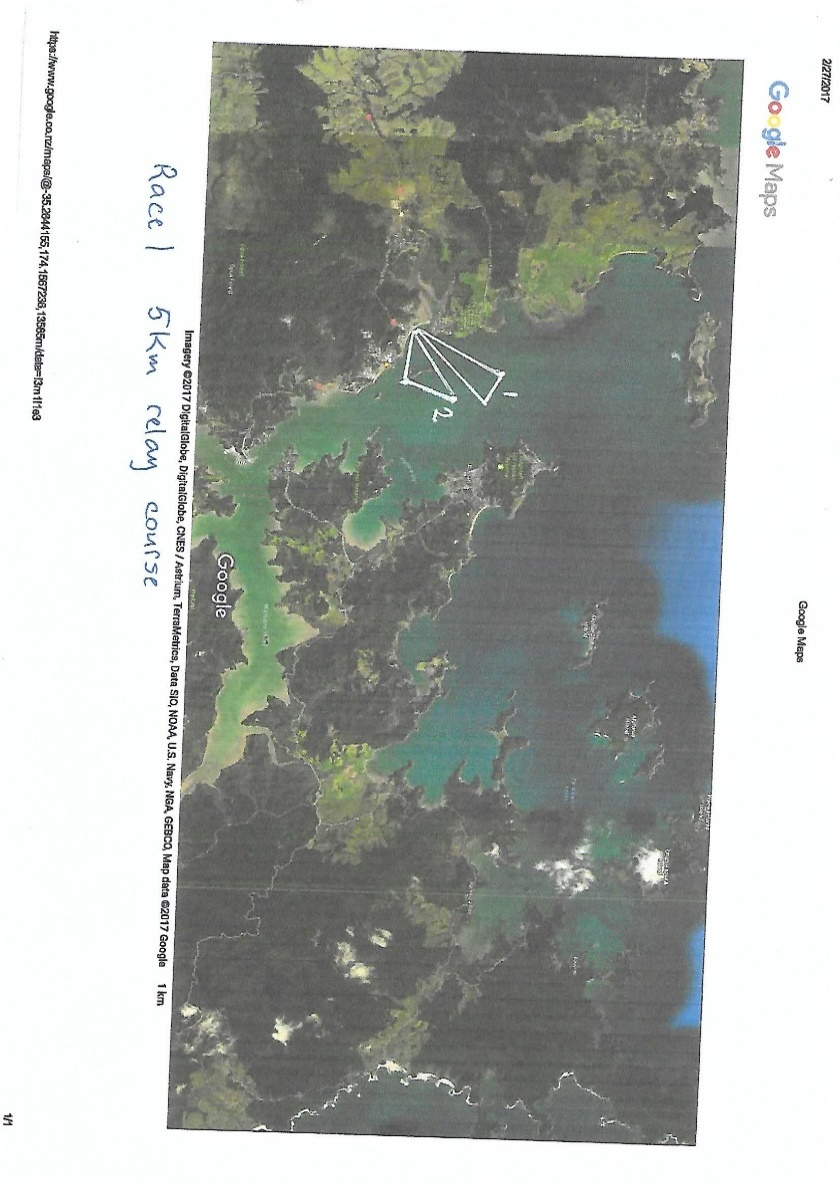 2/27/2017
Google Maps
Google Maps
1
2
Google
Imagery ©2017 DigitalGlobe, DigitalGlobe, CNES / Astrium, TerraMetrics, Data SIO, NOAA, U.S. Navy, NGA, GEBCO, Map data ©2017 Google 1 km
Race 1 5km relay course
https://www.google.co.nz/maps/@-35.2644155,174.1567236,13565m/data=!3m1!1e3
1/1